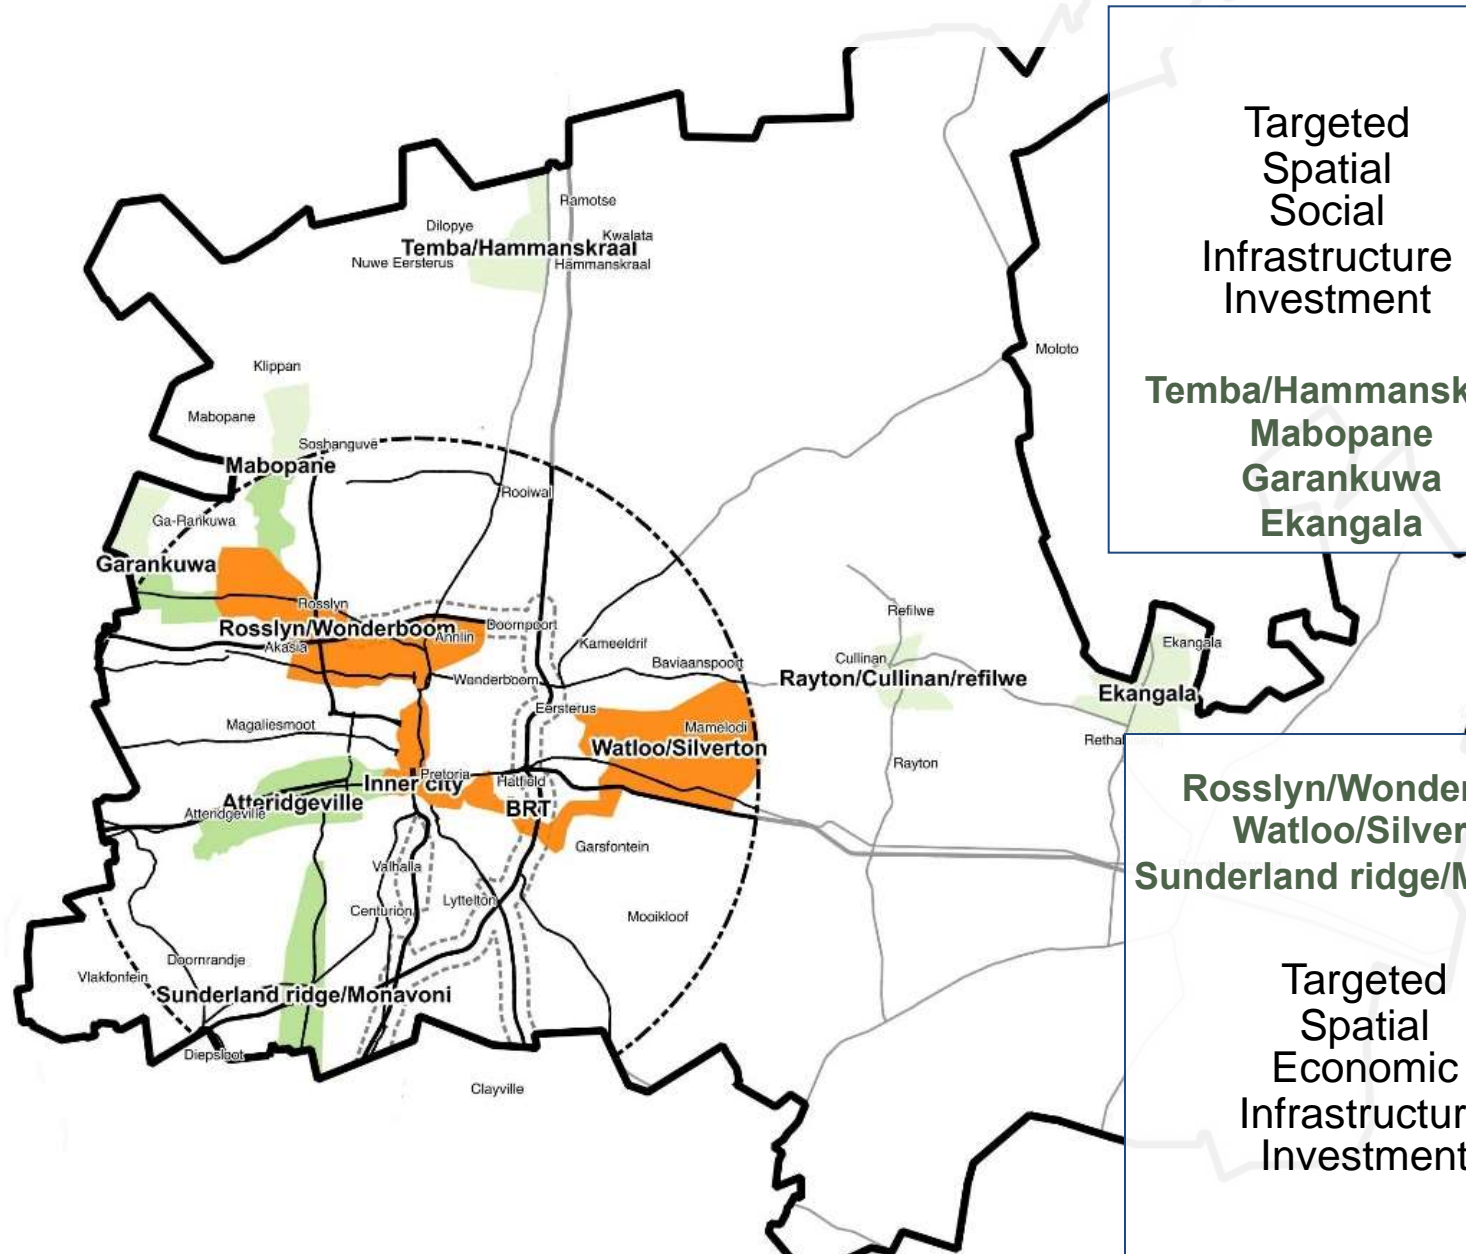 Targeted
Spatial
Social
Infrastructure
Investment
Temba/Hammansk
Mabopane
Garankuwa
Ekangala
Ramotse
Dilopye
Kwalata
Temba/Hammanskraal
Nuwe Eersterus
Hammanskraal
Moloto
Klippan
Mabopane
Soshanguve
Mabopane
Rooiwal
Ga-Rankuwa
Garankuwa
Rosslyn
Refilwe
Rosslyn/Wonderboom
Doornpoort
Annlin
Akasia
Kameeldrif
Ekangala
Cullinan
Baviaanspoort
Rayton/Cullinan/refilwe
Wonderboom
Ekangala
Eersterus
Magaliesmoot
Mamelodi
Retha
Watloo/Silverton
Rayton
Pretoria
Inner city
Hatfield
Atteridgeville
BRT
Atteridgeville
Garsfontein
Valhalla
Lyttelton
Centurion
Mooikloof
Doornrandje
Vlakfontein
Sunderland ridge/Monavoni
Diepsloot
Clayville
Rosslyn/Wonder
Watloo/Silver
Sunderland ridge/M
Targeted
Spatial
Economic
Infrastructur
Investment